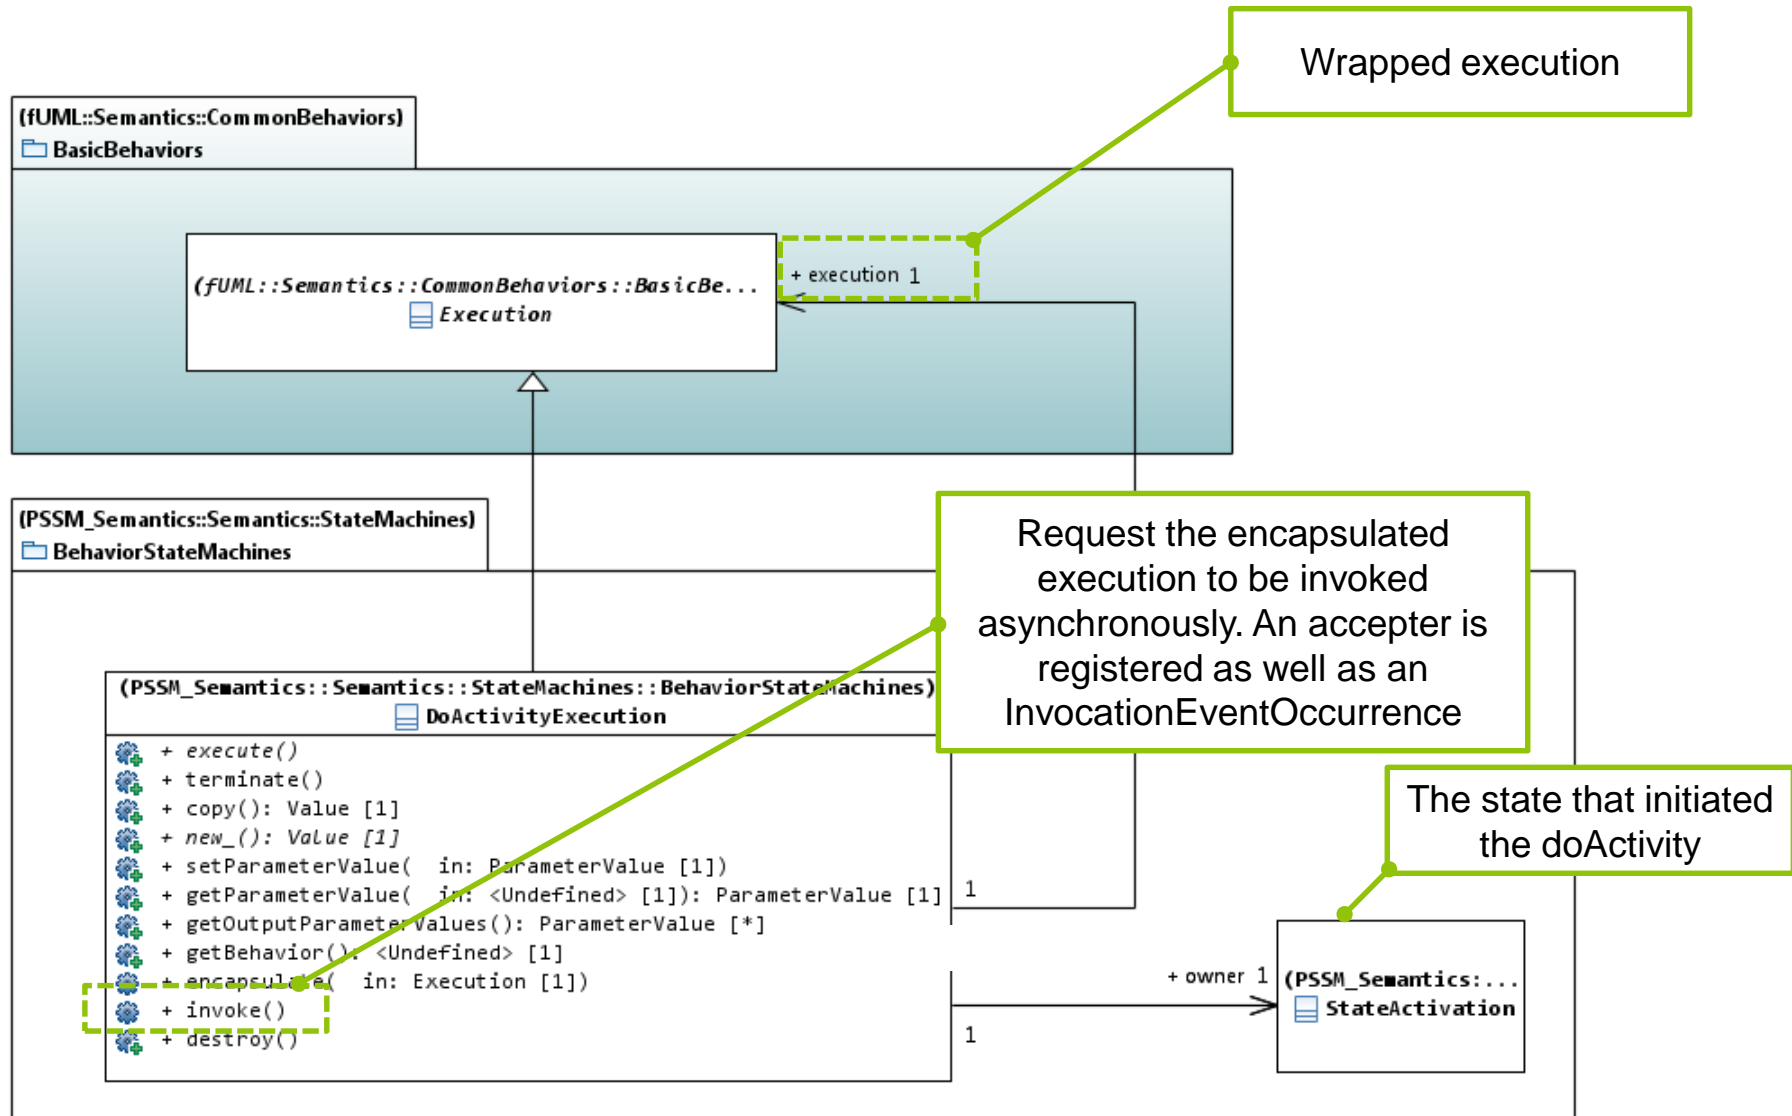 Wrapped execution
(fUML::Semantics::CommonBehaviors)
BasicBehaviors
+ execution 1
(fUML::Semantics::CommonBehaviors::BasicBe...
Execution
(PSSM_Semantics::Semantics::StateMachines)
BehaviorStateMachines
Request the encapsulated
execution to be invoked
asynchronously. An accepter is
registered as well as an
InvocationEventOccurrence
(PSSM_Semantics::Semantics::StateMachines::BehaviorStateMachines)
DoActivityExecution
+ execute()
+ terminate()
+ copy(): Value [1]
+ new_(): Value [1]
+ setParameterValue( in: ParameterValue [1])
+ getParameterValue( in: <Undefined> [1]): ParameterValue [1]
+ getOutputParameterValues(): ParameterValue [*]
+ getBehavior(): <Undefined> [1]
+ encapsulate( in: Execution [1])
+ invoke()
+ destroy()
1
The state that initiated
the doActivity
+ owner 1
1
(PSSM_Semantics:...
StateActivation